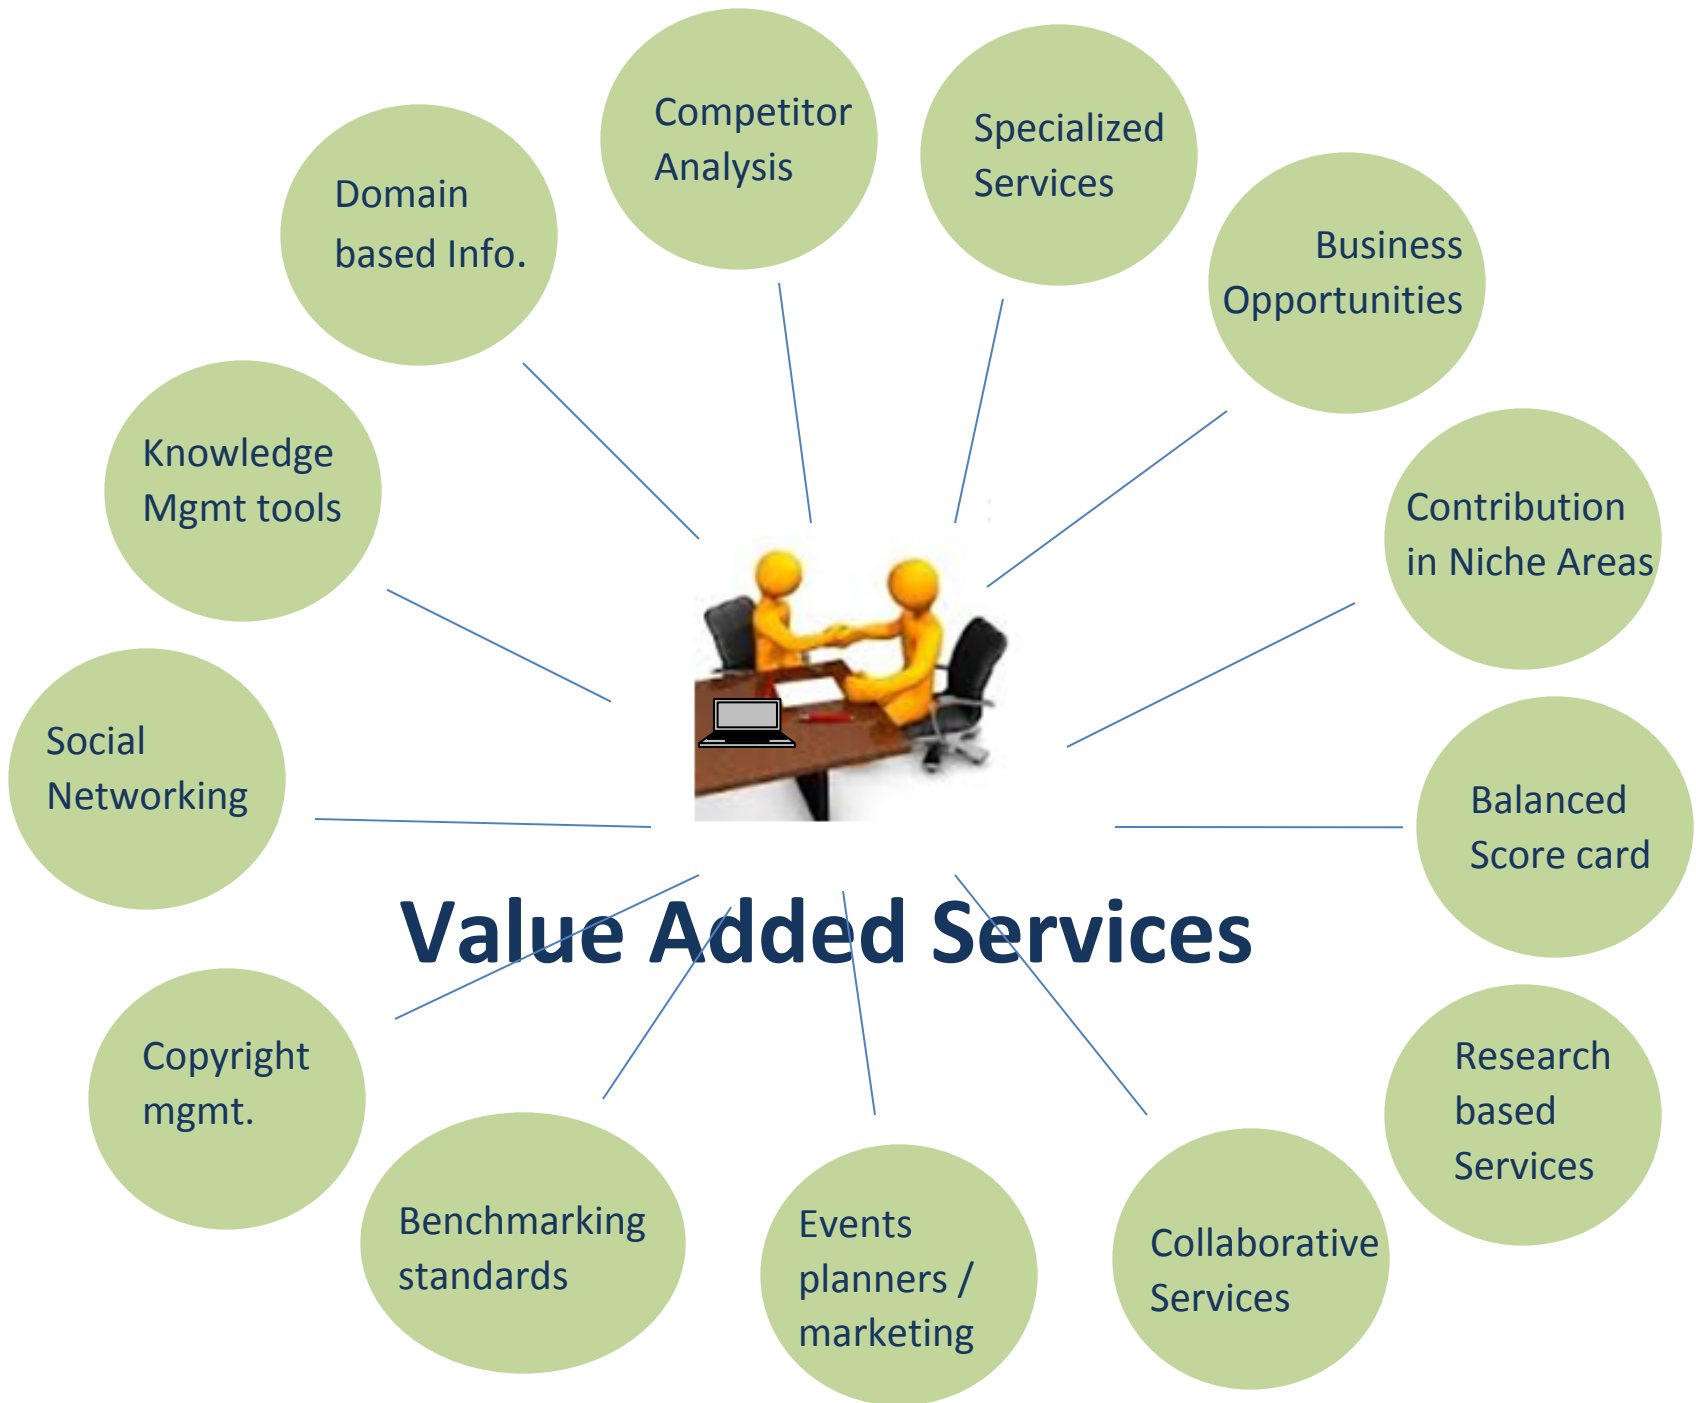 Competitor
Analysis
Specialized
Services
Domain
based Info.
Business
Opportunities
Knowledge
Mgmt tools
Contribution
in Niche Areas
Social
Networking
Balanced
Score card
Value Added Services
Copyright
mgmt.
Research
based
Services
Benchmarking
standards
Events
planners /
marketing
Collaborative
Services